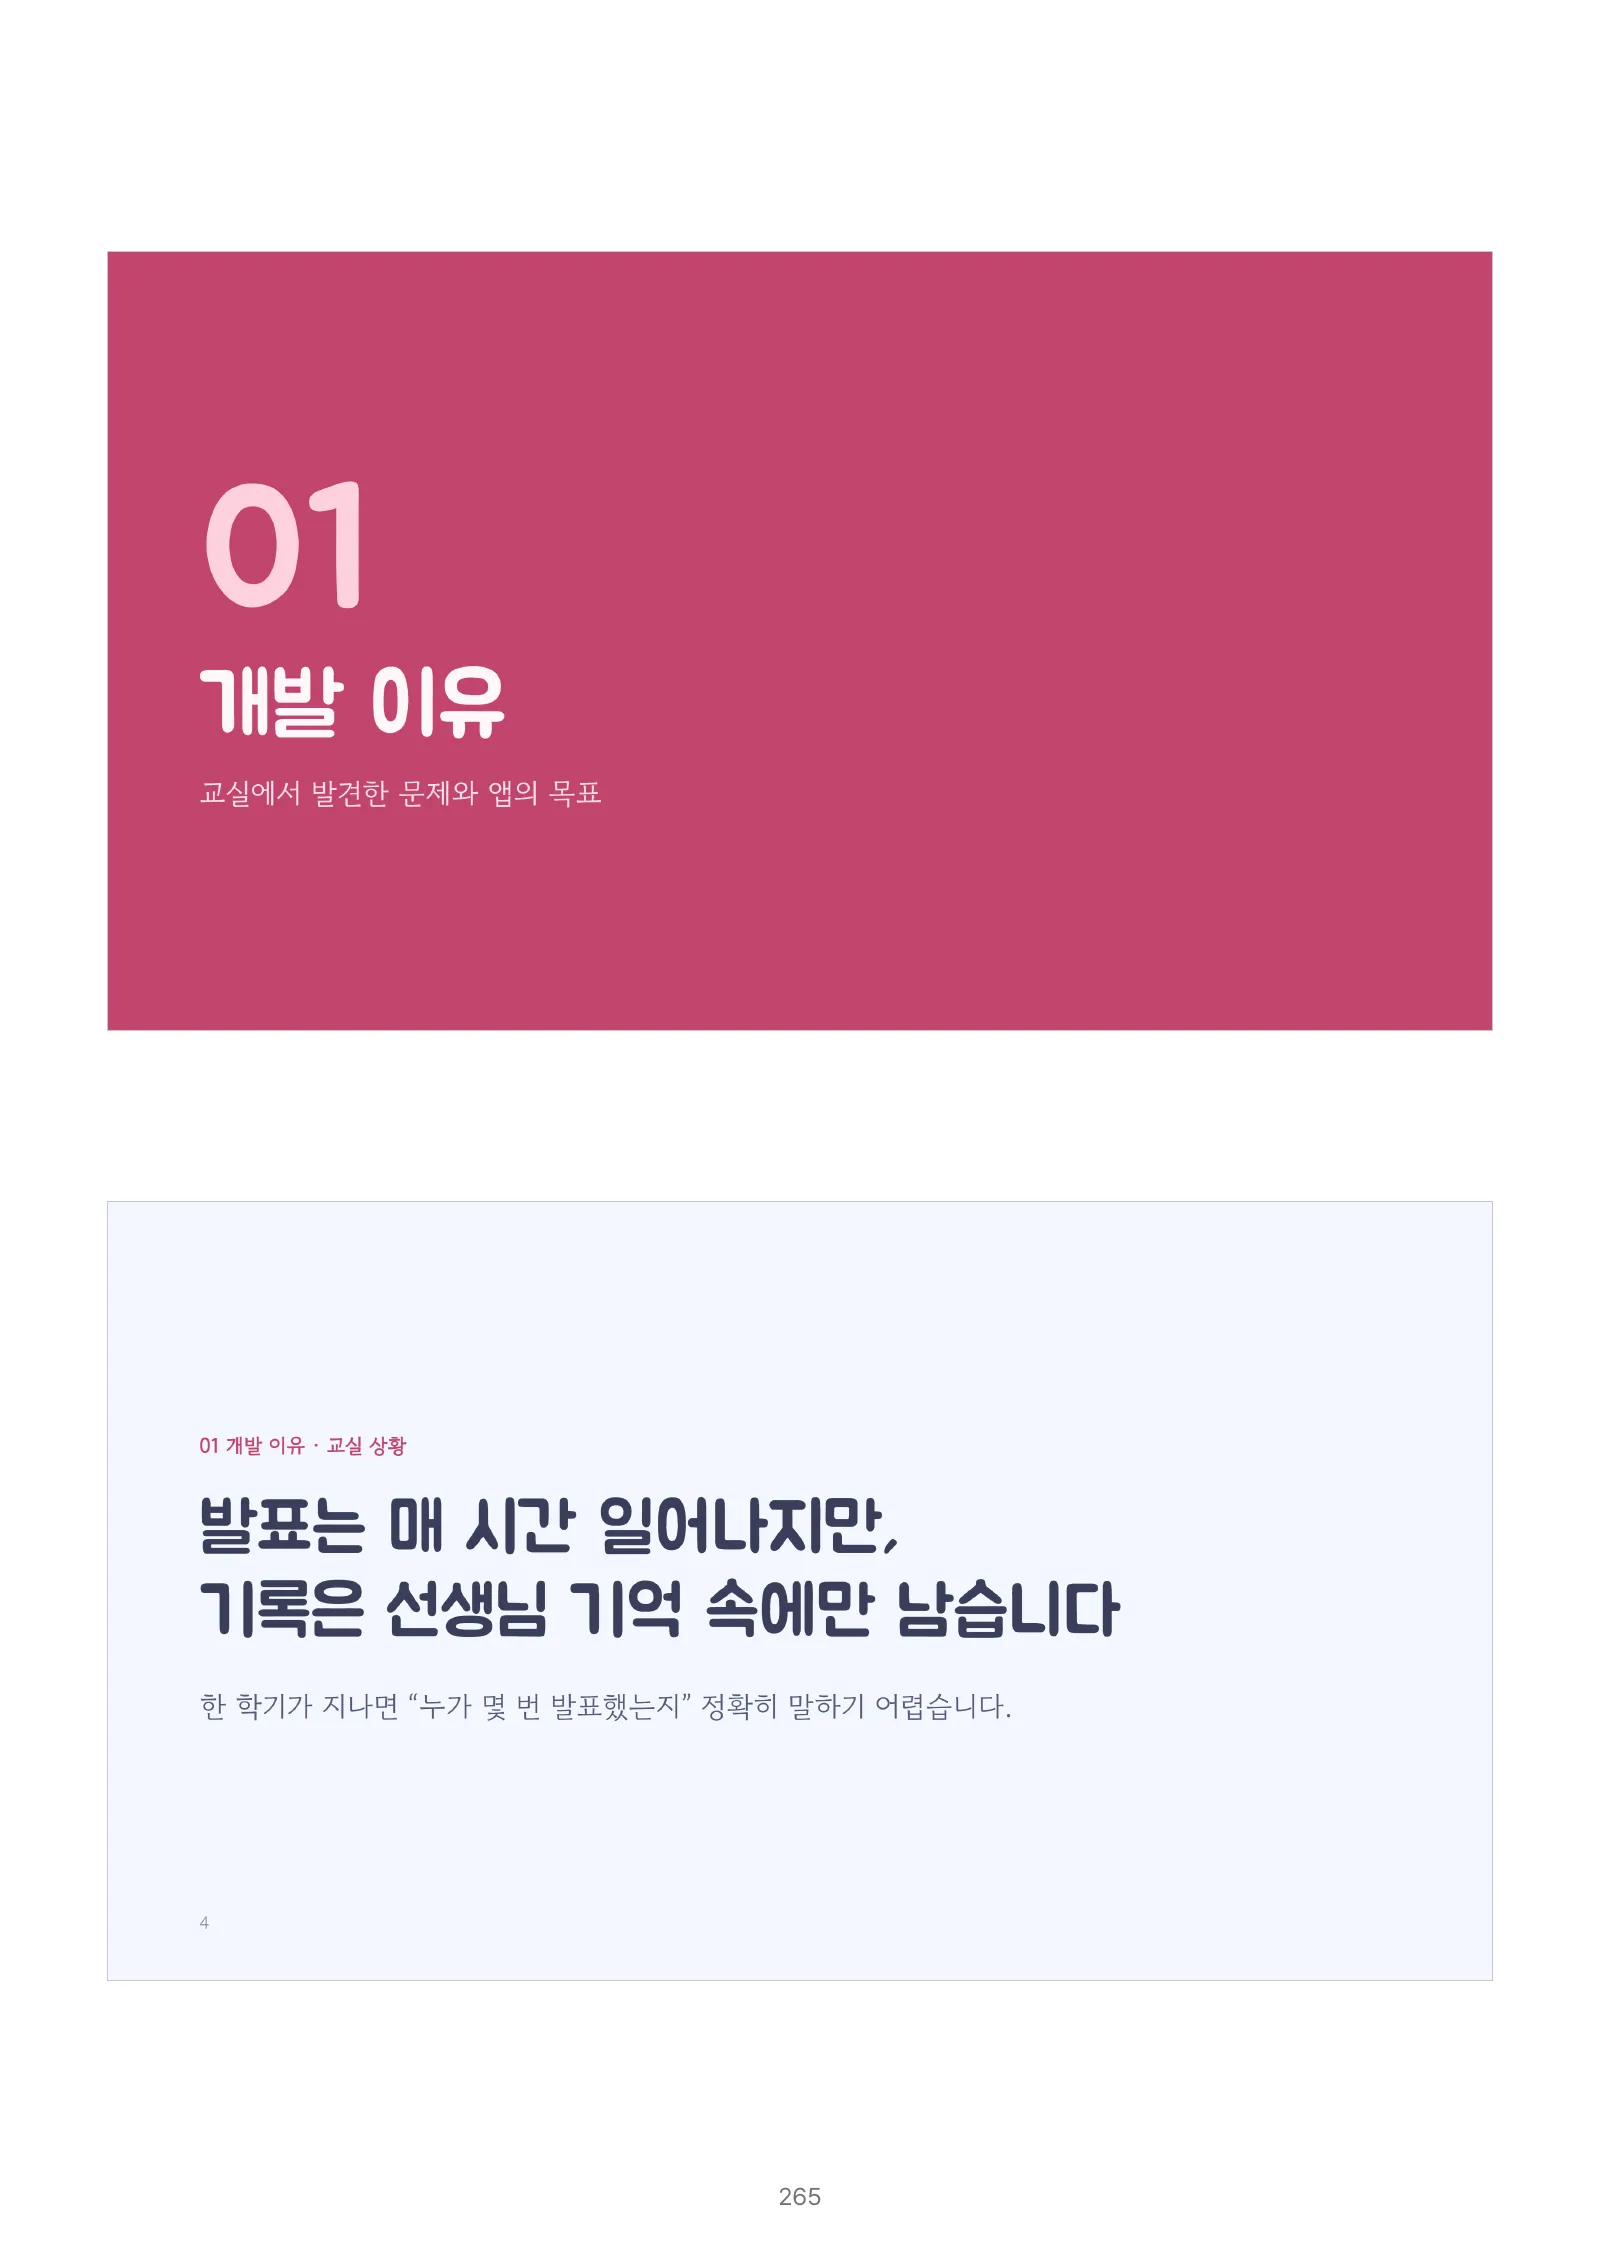 01
개발 이유
교실에서 발견한 문제와 앱의 목표
01 개발 이유 · 교실 상황
발표는 매 시간 일어나지만,
기록은 선생님 기억 속에만 남습니다
한 학기가 지나면 “누가 몇 번 발표했는지” 정확히 말하기 어렵습니다.
4
265